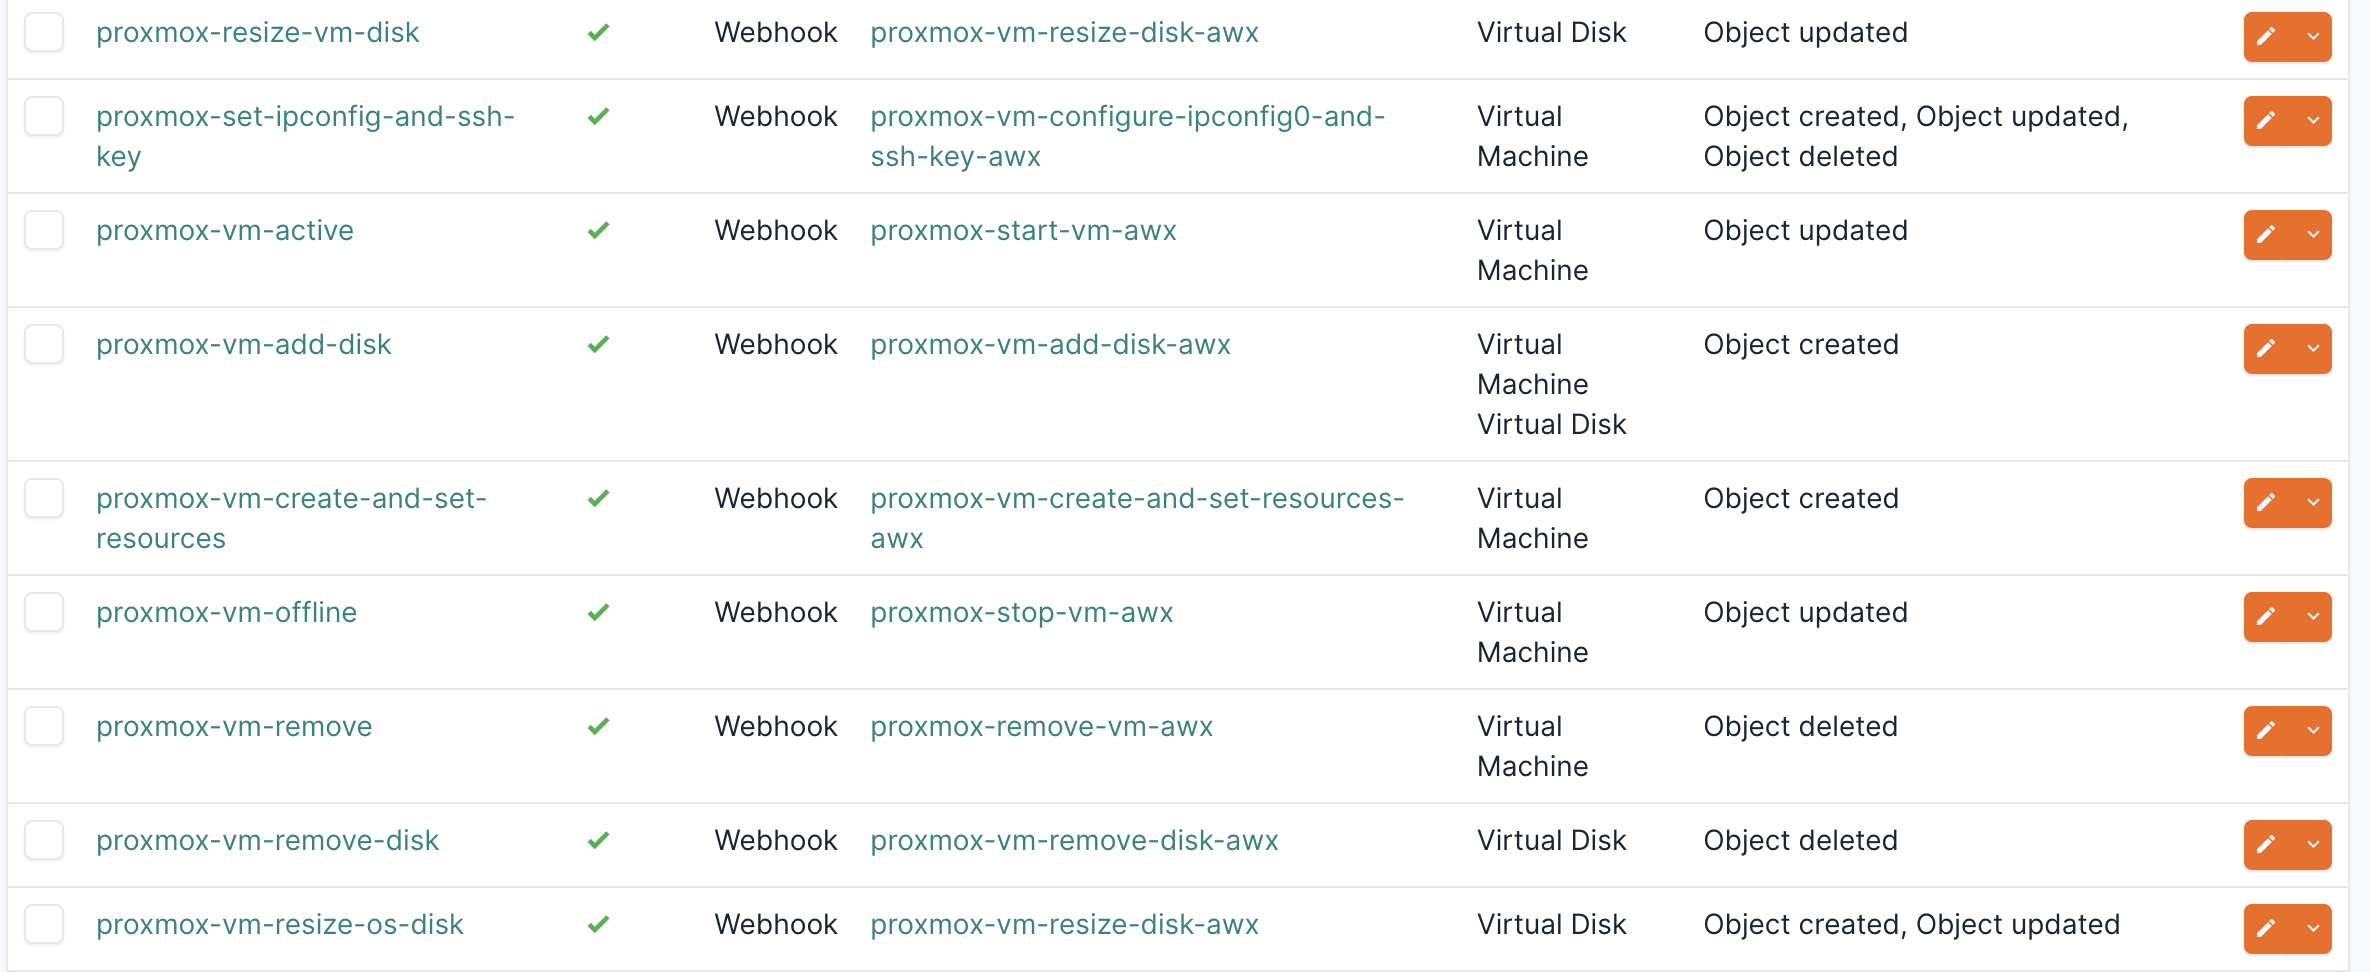 proxmox-resize-vm-disk Webhook proxmox-vm-resize-disk-awx Virtual Disk Object updated
proxmox-set-ipconfig-and-ssh- Webhook proxmox-vm-configure-ipconfig0-and- Virtual Object created, Object updated,
key ssh-key-awx Machine Object deleted
proxmox-vm-active Webhook proxmox-start-vm-awx Virtual Object updated
Machine
proxmox-vm-add-disk Webhook proxmox-vm-add-disk-awx Virtual Object created
Machine
Virtual Disk
proxmox-vm-create-and-set- Webhook proxmox-vm-create-and-set-resources- Virtual Object created
resources awx Machine
proxmox-vm-offline Webhook proxmox-stop-vm-awx Virtual Object updated
Machine
proxmox-vm-remove Webhook proxmox-remove-vm-awx Virtual Object deleted
Machine
proxmox-vm-remove-disk Webhook proxmox-vm-remove-disk-awx Virtual Disk Object deleted
proxmox-vm-resize-os-disk Webhook proxmox-vm-resize-disk-awx Virtual Disk Object created, Object updated